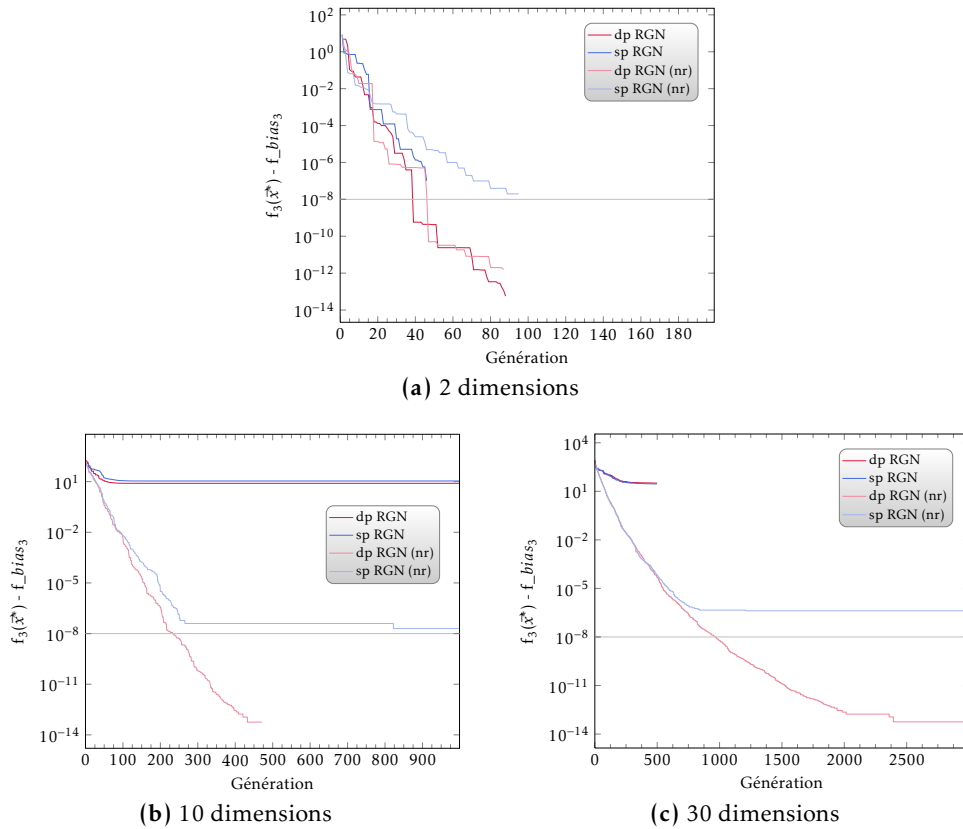 10^2
10^0
10^-2
10^-4
10^-6
10^-8
10^-10
10^-12
10^-14
f_3(x⃗*) - f_bias_3
dp RGN
sp RGN
dp RGN (nr)
sp RGN (nr)
0 20 40 60 80 100 120 140 160 180
Génération
(a) 2 dimensions
10^1
10^-2
10^-5
10^-8
10^-11
10^-14
f_3(x⃗*) - f_bias_3
dp RGN
sp RGN
dp RGN (nr)
sp RGN (nr)
0 100 200 300 400 500 600 700 800 900
Génération
(b) 10 dimensions
10^4
10^1
10^-2
10^-5
10^-8
10^-11
10^-14
f_3(x⃗*) - f_bias_3
dp RGN
sp RGN
dp RGN (nr)
sp RGN (nr)
0 500 1000 1500 2000 2500
Génération
(c) 30 dimensions